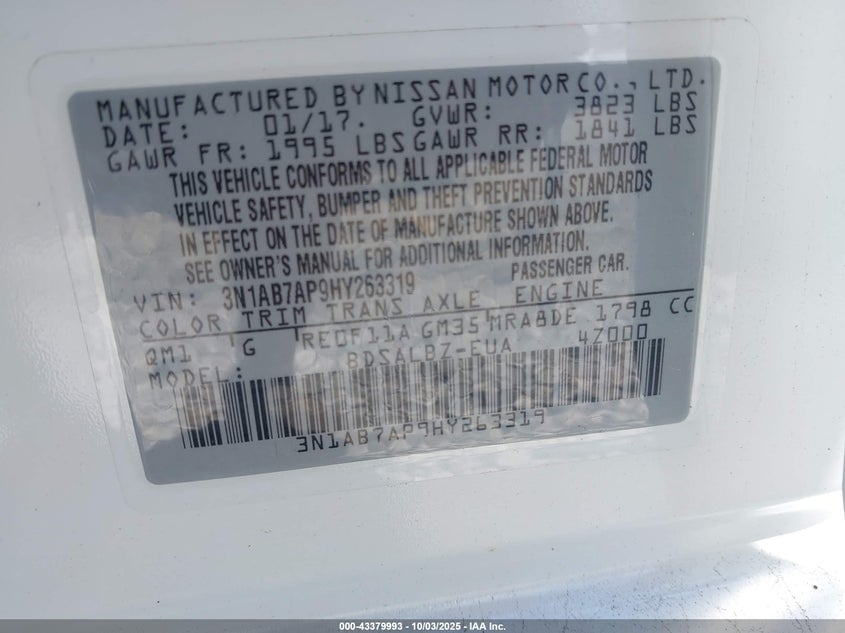 MANUFACTURED BY NISSAN MOTOR CO., LTD.
DATE: 01/17. GVWR: 3823 LBS
GAWR FR: 1995 LBS GAWR RR: 1841 LBS
THIS VEHICLE CONFORMS TO ALL APPLICABLE FEDERAL MOTOR
VEHICLE SAFETY, BUMPER AND THEFT PREVENTION STANDARDS
IN EFFECT ON THE DATE OF MANUFACTURE SHOWN ABOVE.
SEE OWNER'S MANUAL FOR ADDITIONAL INFORMATION.
VIN: 3N1AB7AP9HY263319 PASSENGER CAR.
COLOR TRIM TRANS AXLE ENGINE
QM1 G RE0F11A GM35 MRA8DE 1798 CC
MODEL: BDSALBZ-EUA 4Z000
3N1AB7AP9HY263319
000-43379993 - 10/03/2025 - IAA Inc.